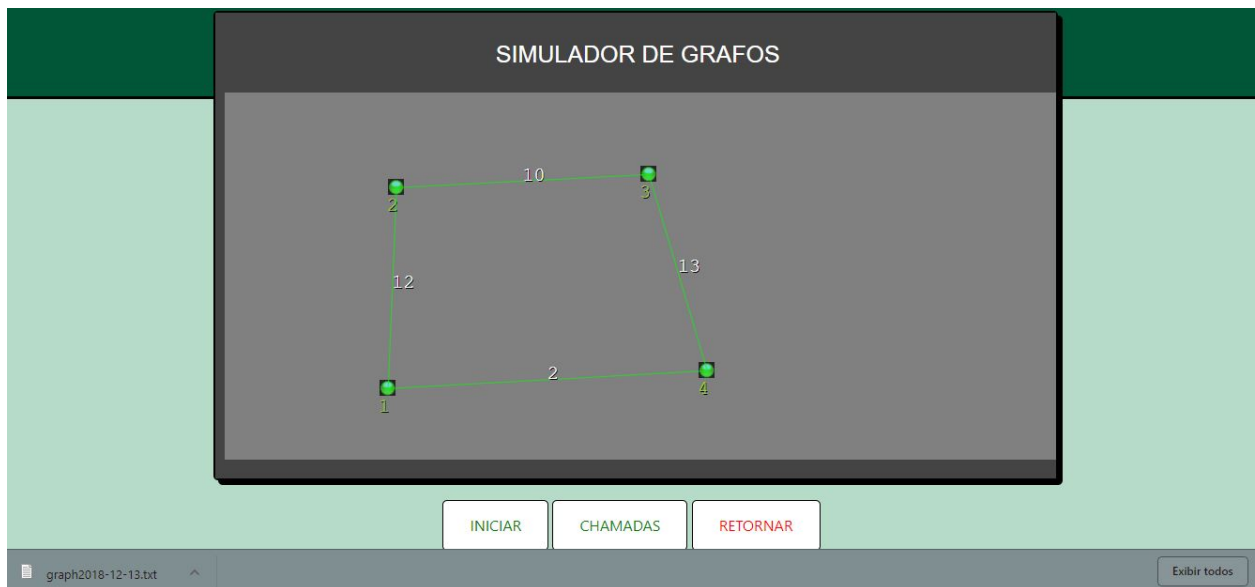 SIMULADOR DE GRAFOS
10
2
3
12
13
2
1
4
INICIAR
CHAMADAS
RETORNAR
graph2018-12-13.txt
Exibir todos